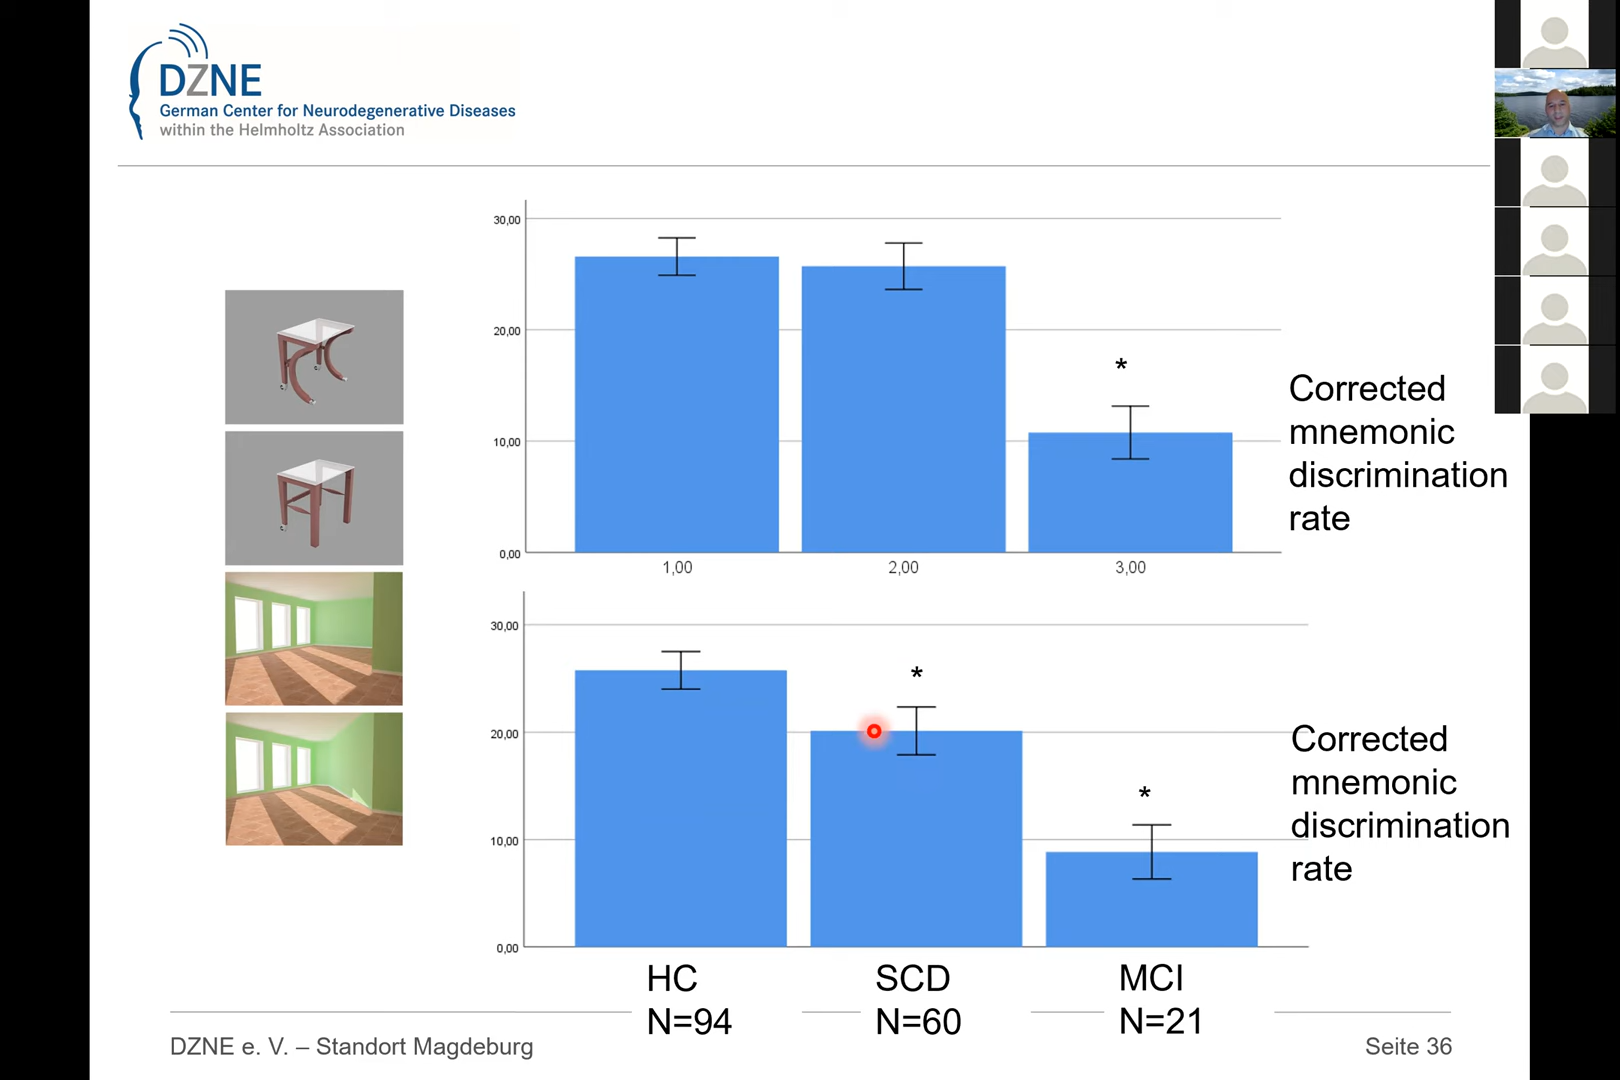 DZNE
German Center for Neurodegenerative Diseases
within the Helmholtz Association
30,00
20,00
10,00
0,00
*
1,00
2,00
3,00
Corrected
mnemonic
discrimination
rate
30,00
20,00
10,00
0,00
*
*
Corrected
mnemonic
discrimination
rate
HC
N=94
SCD
N=60
MCI
N=21
DZNE e. V. – Standort Magdeburg
Seite 36